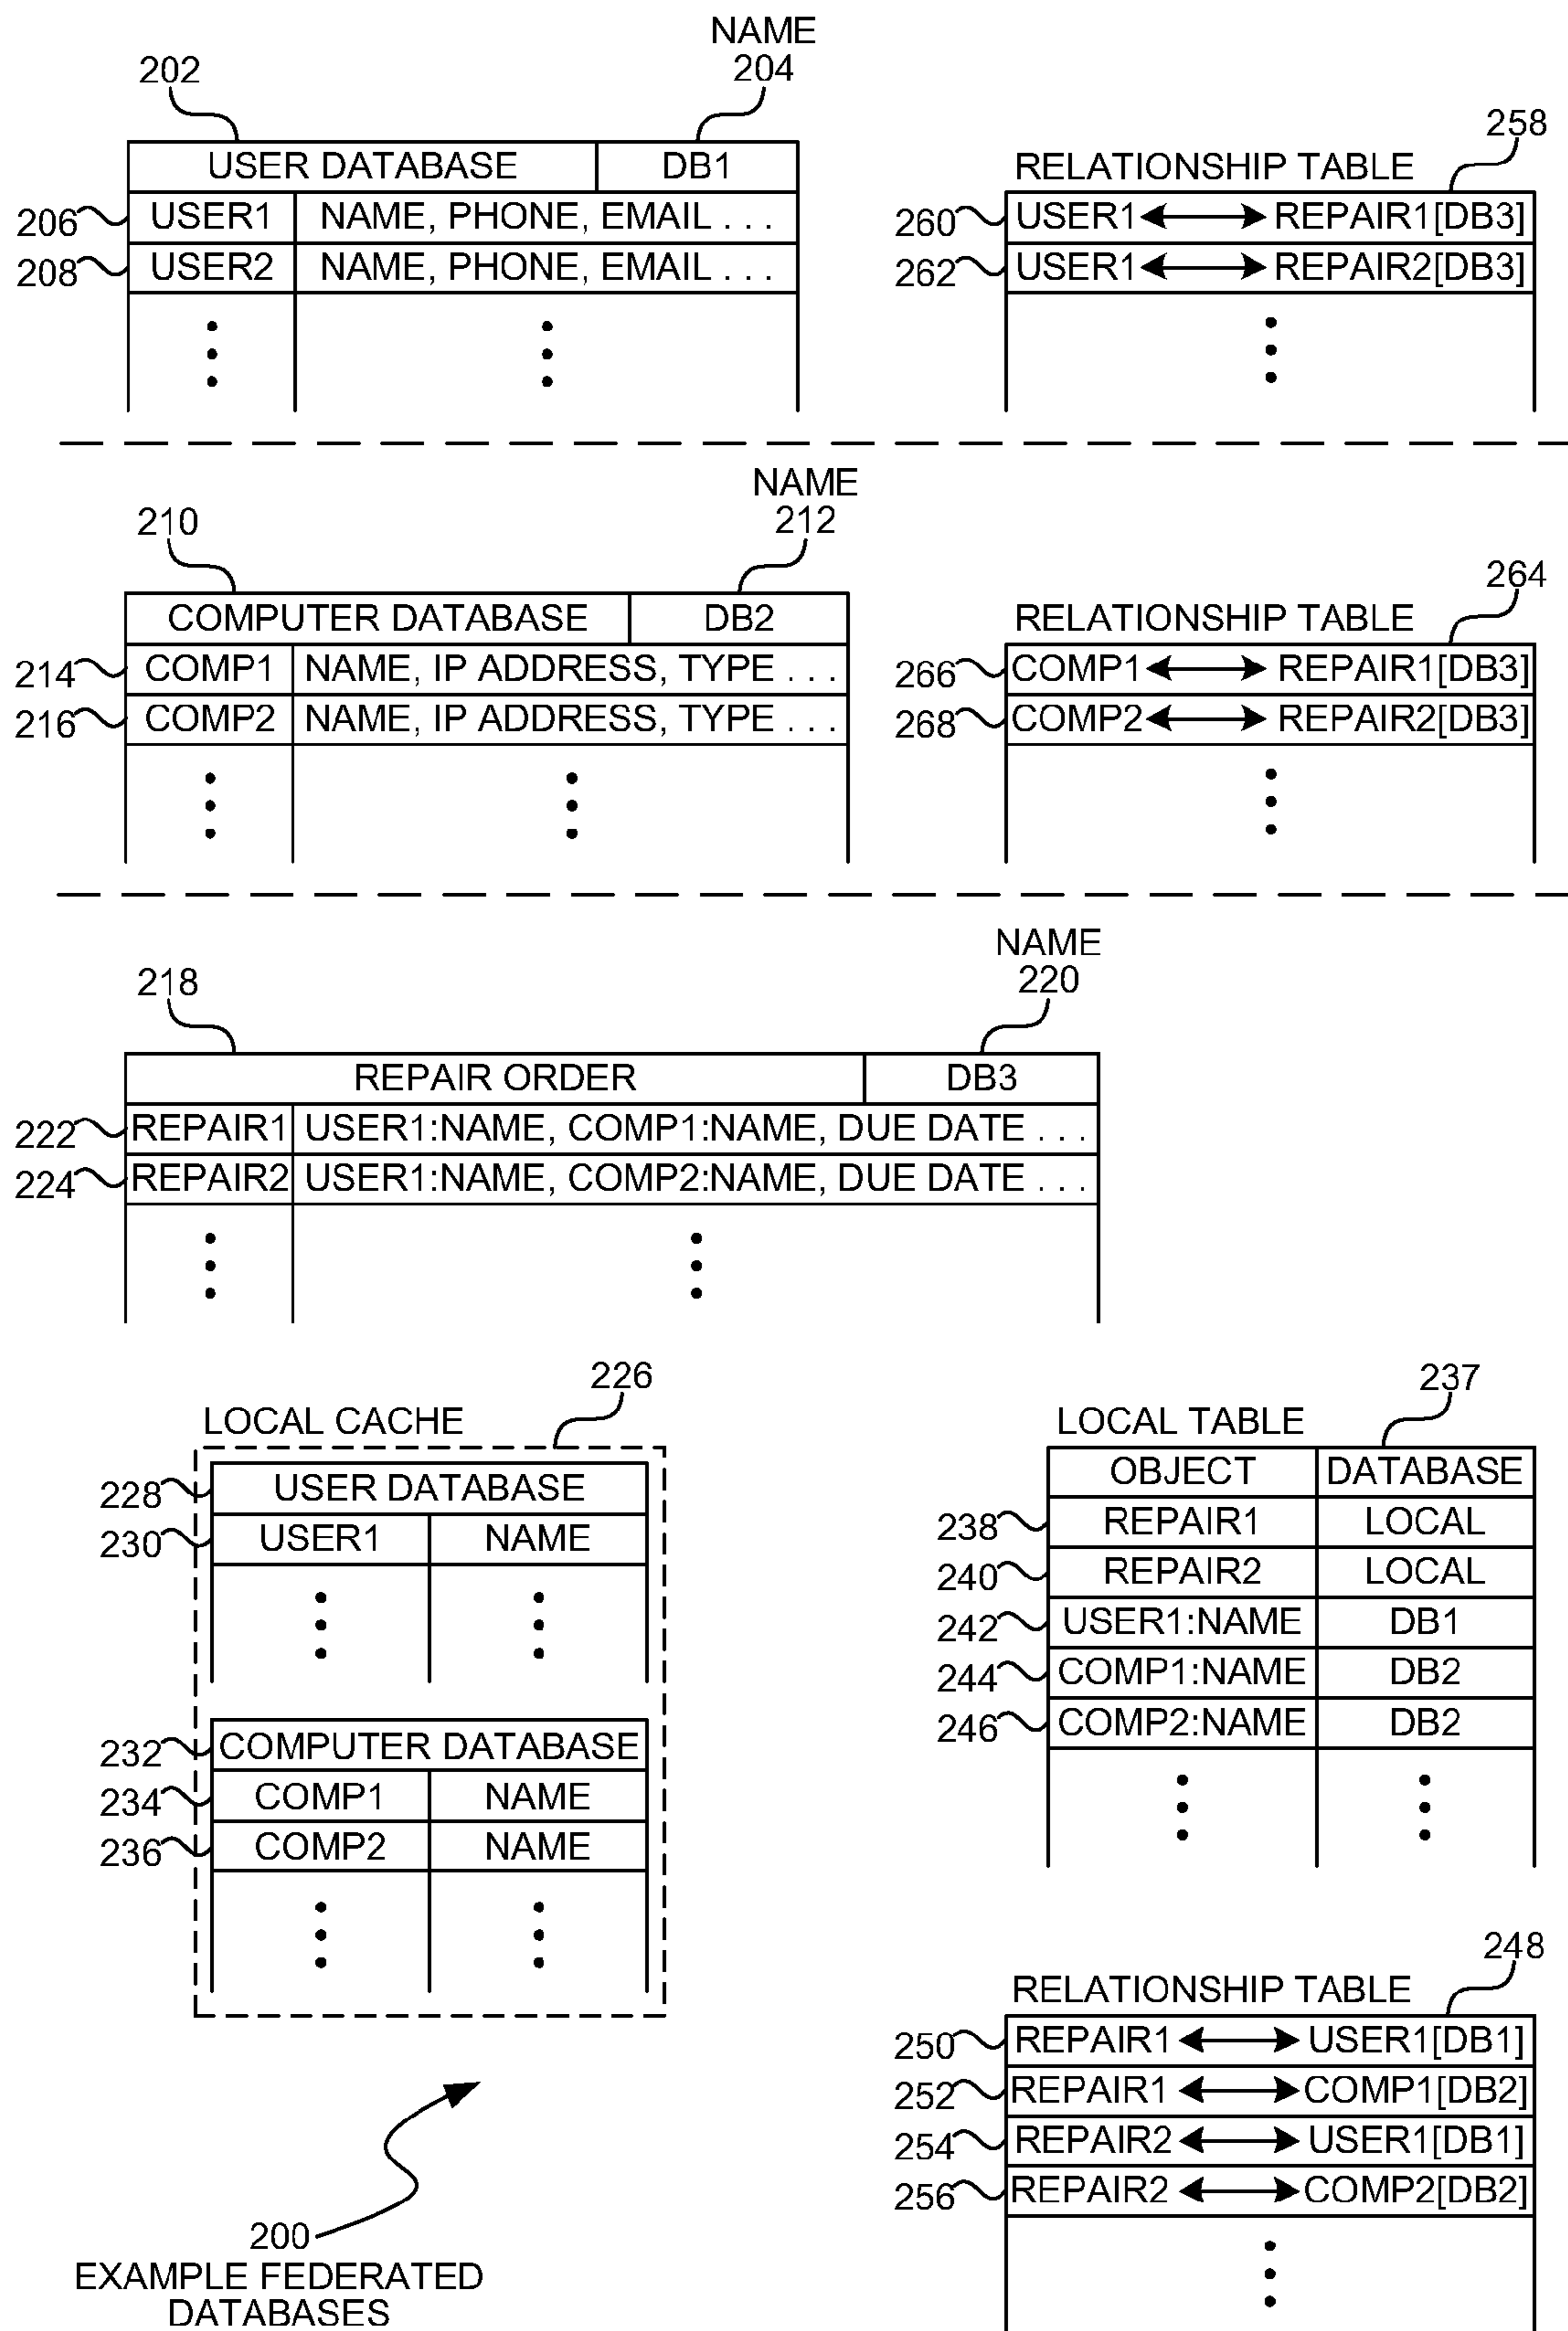 NAME
202 204
USER DATABASE DB1
206 USER1 NAME, PHONE, EMAIL . . .
208 USER2 NAME, PHONE, EMAIL . . .
258
RELATIONSHIP TABLE
260 USER1 REPAIR1[DB3]
262 USER1 REPAIR2[DB3]
NAME
210 212
COMPUTER DATABASE DB2
214 COMP1 NAME, IP ADDRESS, TYPE . . .
216 COMP2 NAME, IP ADDRESS, TYPE . . .
264
RELATIONSHIP TABLE
266 COMP1 REPAIR1[DB3]
268 COMP2 REPAIR2[DB3]
NAME
218 220
REPAIR ORDER DB3
222 REPAIR1 USER1:NAME, COMP1:NAME, DUE DATE . . .
224 REPAIR2 USER1:NAME, COMP2:NAME, DUE DATE . . .
226
LOCAL CACHE
228 USER DATABASE
230 USER1 NAME
232 COMPUTER DATABASE
234 COMP1 NAME
236 COMP2 NAME
237
LOCAL TABLE
OBJECT DATABASE
238 REPAIR1 LOCAL
240 REPAIR2 LOCAL
242 USER1:NAME DB1
244 COMP1:NAME DB2
246 COMP2:NAME DB2
248
RELATIONSHIP TABLE
250 REPAIR1 USER1[DB1]
252 REPAIR1 COMP1[DB2]
254 REPAIR2 USER1[DB1]
256 REPAIR2 COMP2[DB2]
200
EXAMPLE FEDERATED
DATABASES